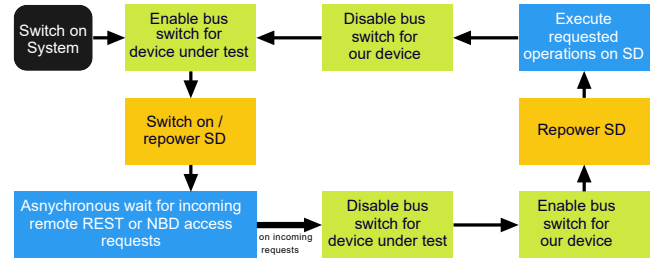 Switch on
System
Enable bus
switch for
device under test
Disable bus
switch for
our device
Execute
requested
operations on SD
Switch on /
repower SD
Repower SD
Asnychronous wait for incoming
remote REST or NBD access
requests
on incoming
requests
Disable bus
switch for
device under test
Enable bus
switch for
our device